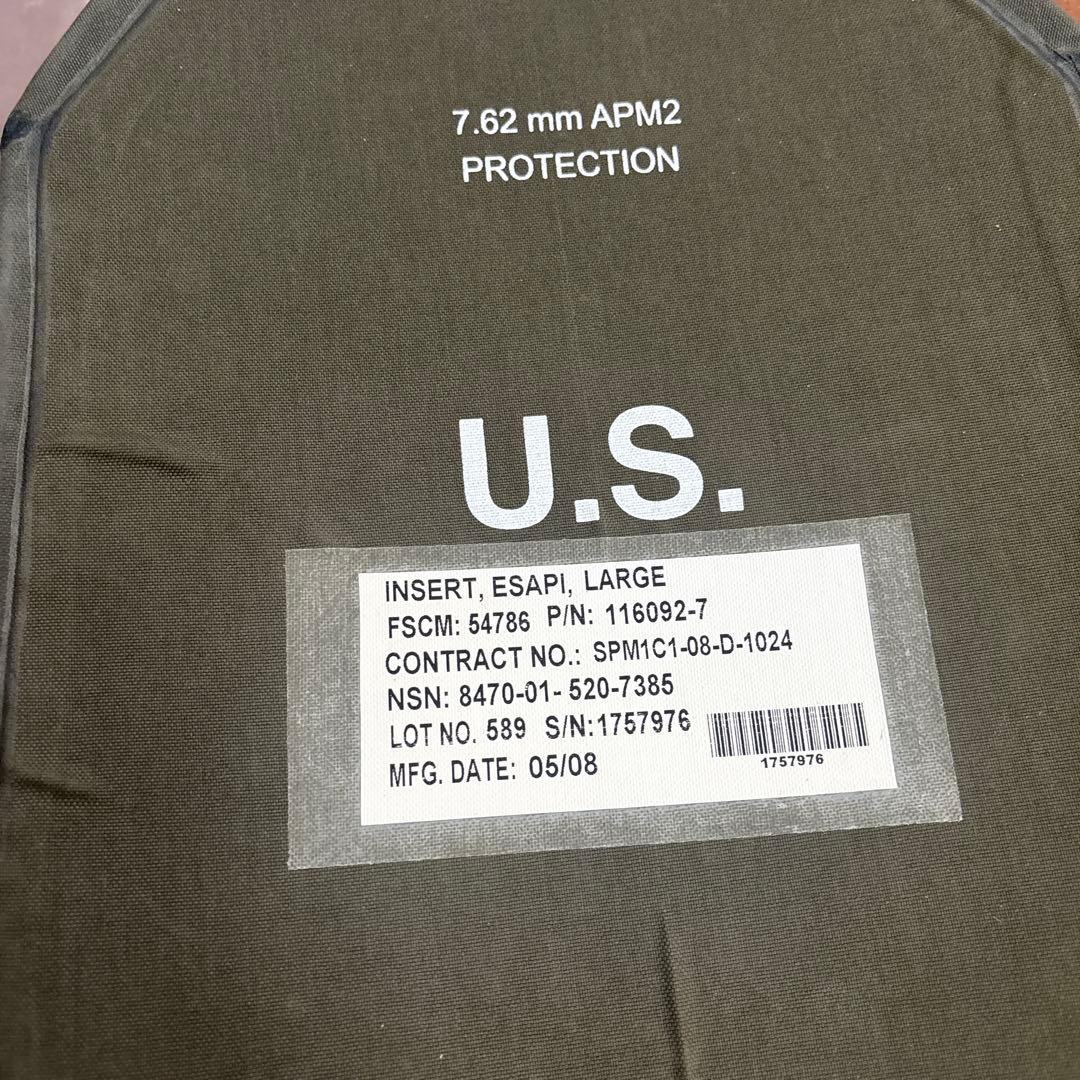 7.62 mm APM2
PROTECTION
U.S.
INSERT, ESAPI, LARGE
FSCM: 54786 P/N: 116092-7
CONTRACT NO.: SPM1C1-08-D-1024
NSN: 8470-01- 520-7385
LOT NO. 589 S/N:1757976
MFG. DATE: 05/08
1757976